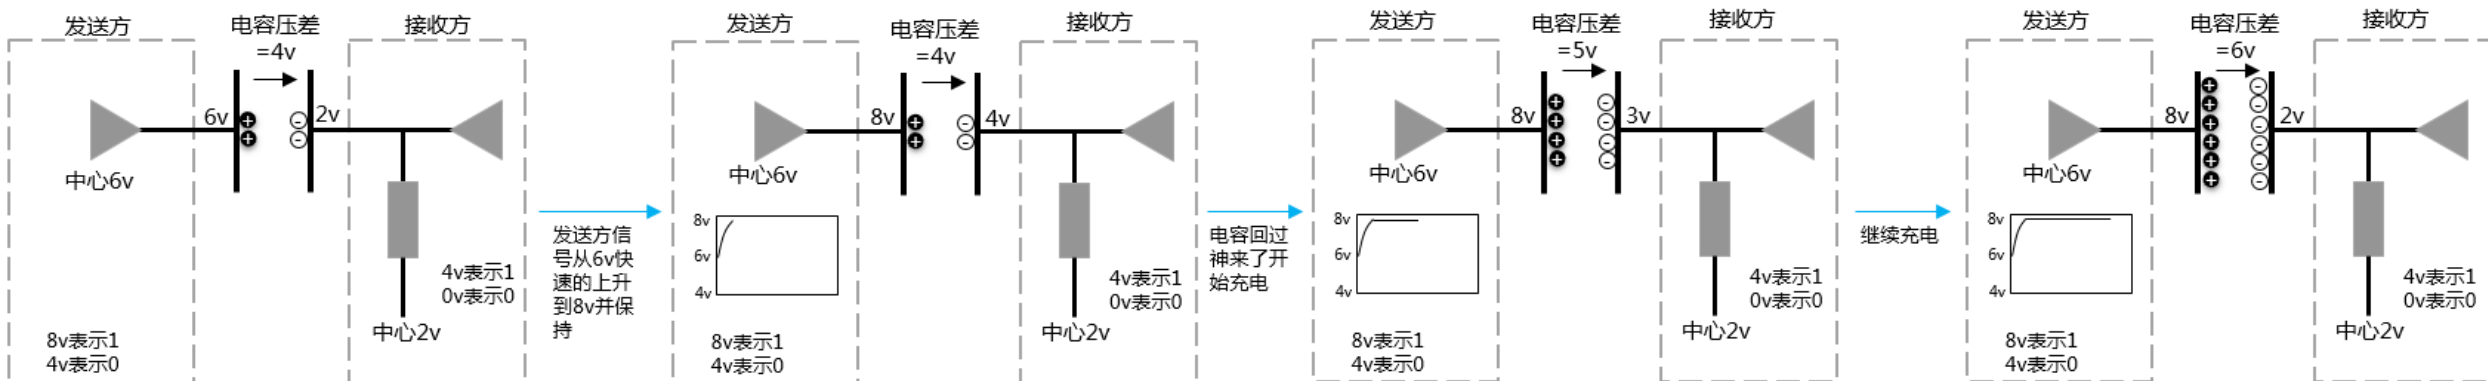 发送方
电容压差
=4v
接收方
6v
2v
中心6v
4v表示1
0v表示0
中心2v
8v表示1
4v表示0
发送方信
号从6v快
速的上升
到8v并保
持
发送方
电容压差
=4v
接收方
8v
4v
中心6v
8v
6v
4v
4v表示1
0v表示0
中心2v
8v表示1
4v表示0
电容回过
神来了开
始充电
发送方
电容压差
=5v
接收方
8v
3v
中心6v
8v
6v
4v
4v表示1
0v表示0
中心2v
8v表示1
4v表示0
继续充电
发送方
电容压差
=6v
接收方
8v
2v
中心6v
8v
6v
4v
4v表示1
0v表示0
中心2v
8v表示1
4v表示0